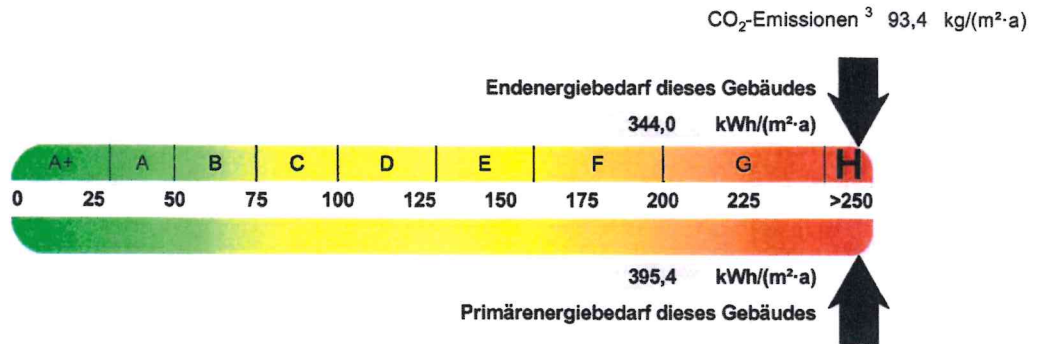 CO₂-Emissionen ³ 93,4 kg/(m²·a)
Endenergiebedarf dieses Gebäudes
344,0 kWh/(m²·a)
A+ A B C D E F G H
0 25 50 75 100 125 150 175 200 225 >250
395,4 kWh/(m²·a)
Primärenergiebedarf dieses Gebäudes